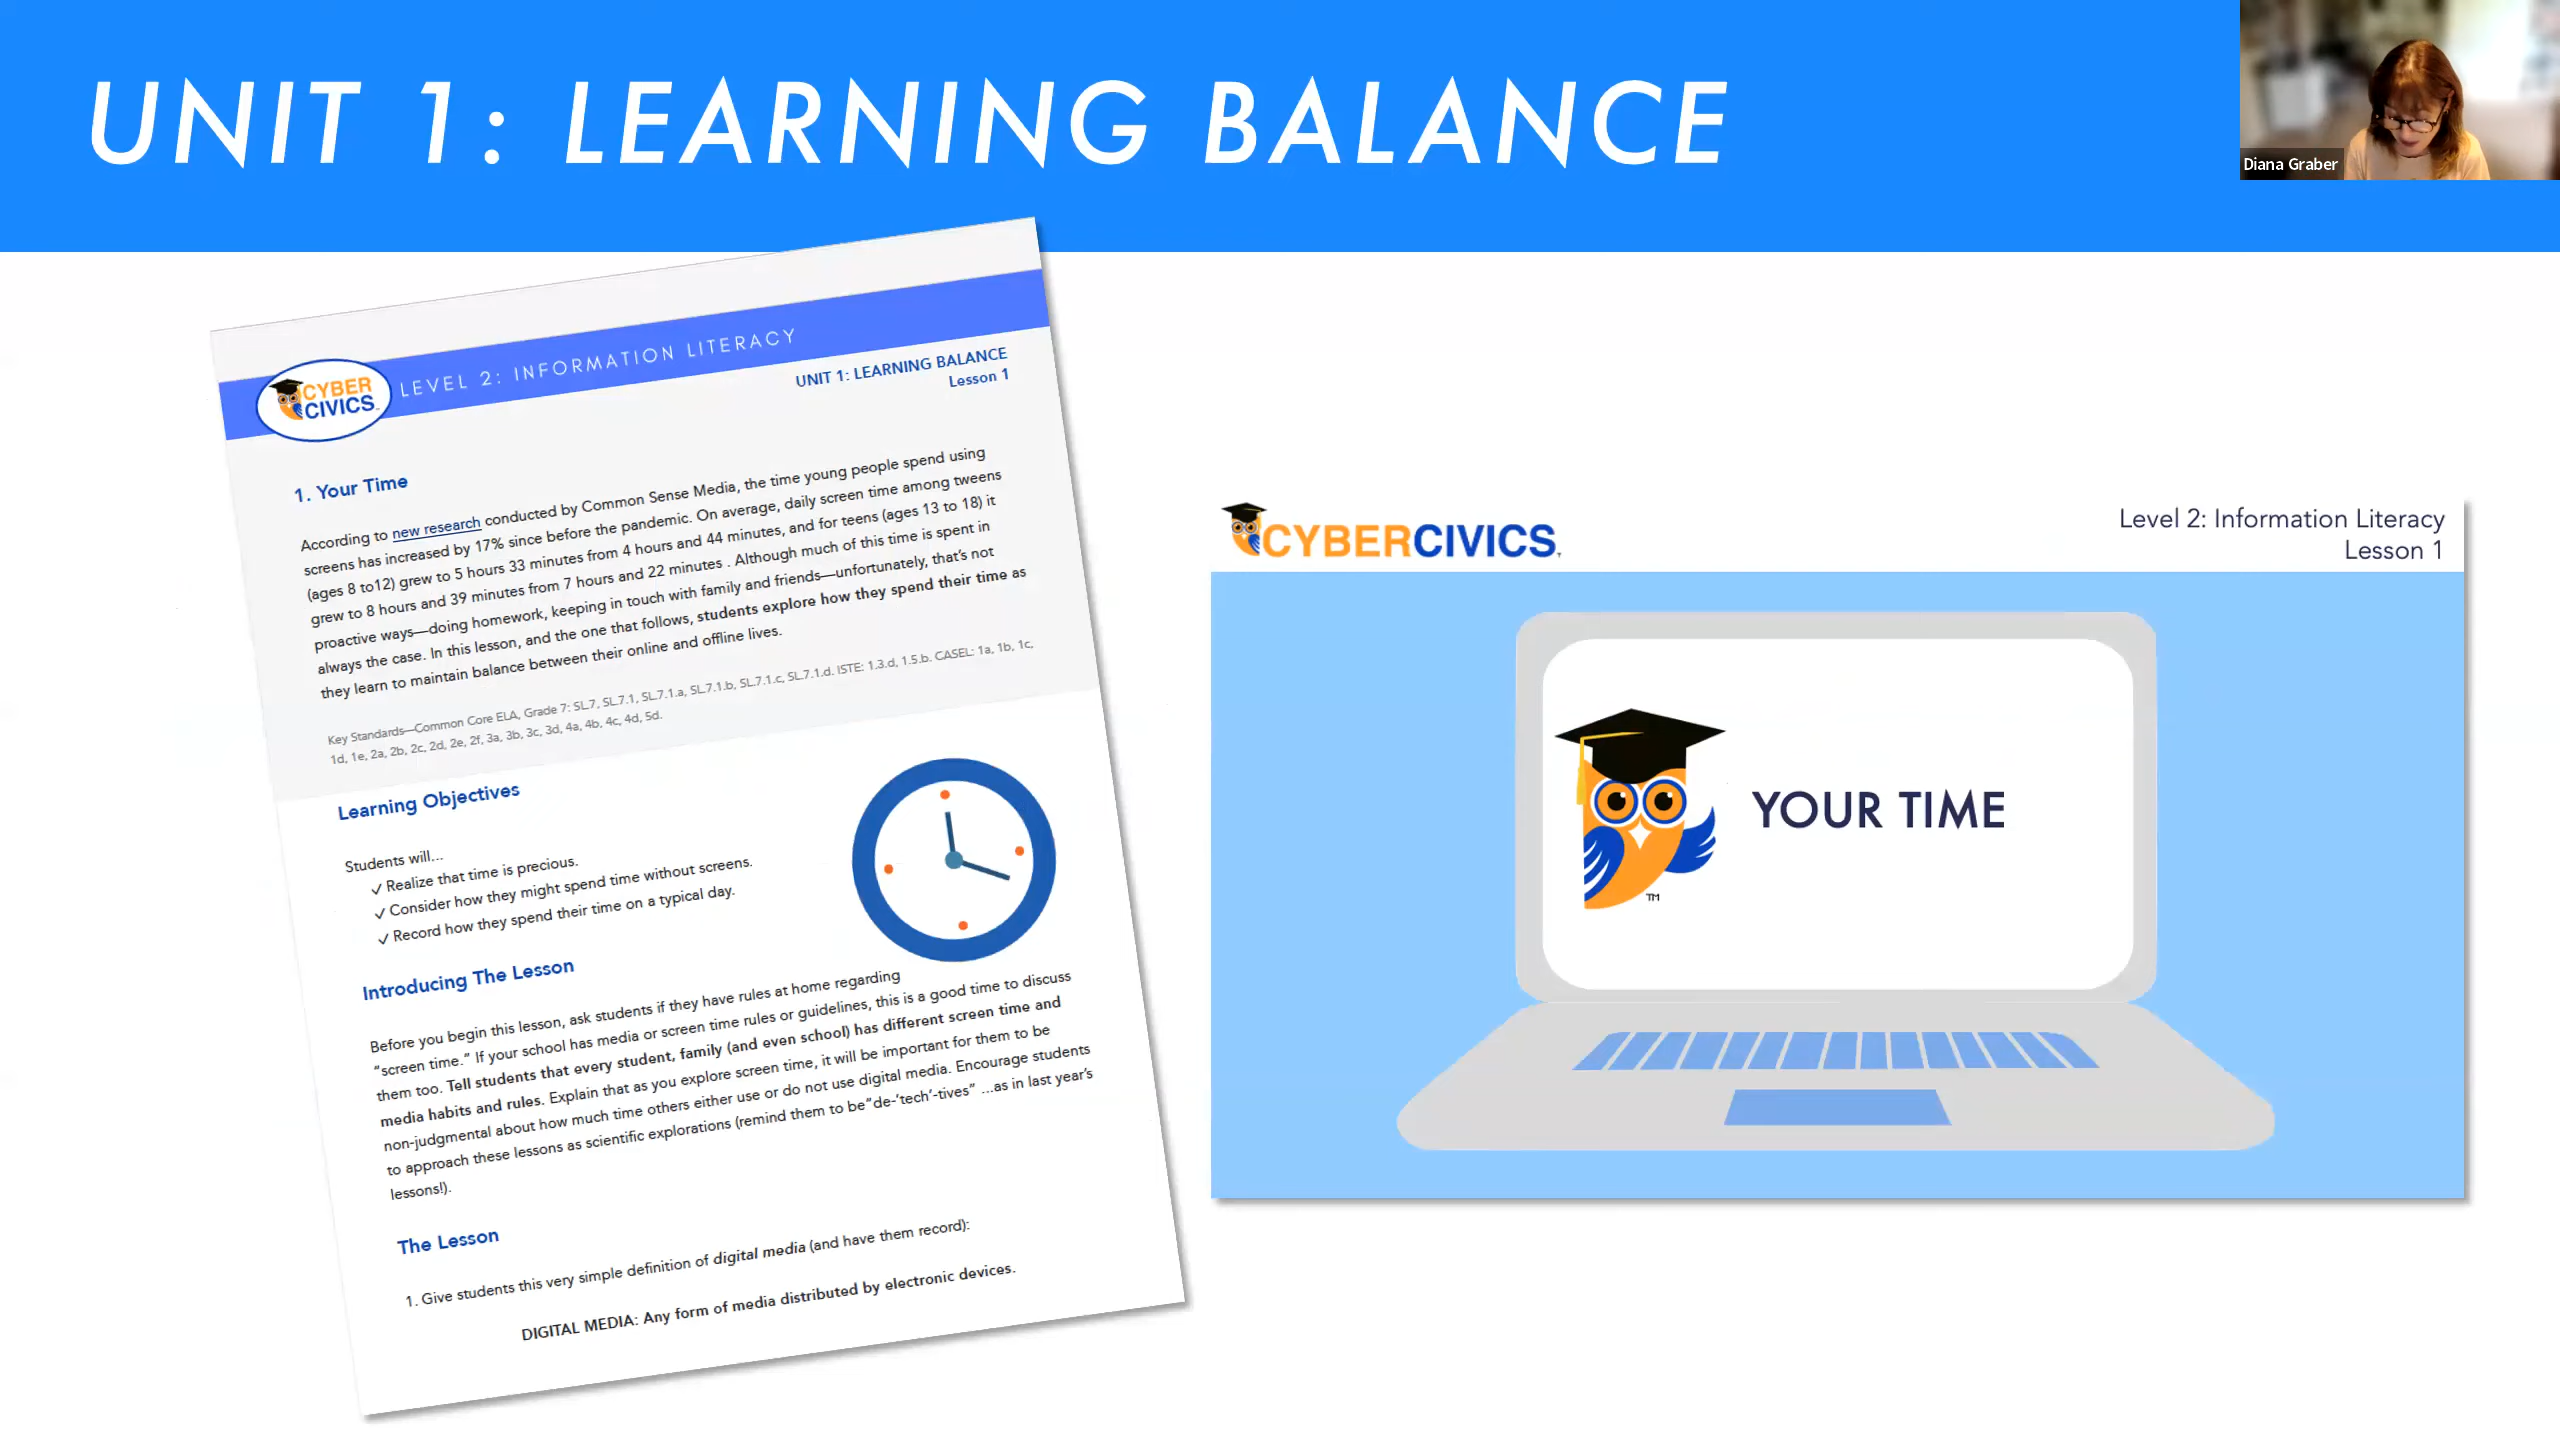 UNIT 1: LEARNING BALANCE
Diana Graber
CYBER
CIVICS
LEVEL 2: INFORMATION LITERACY
UNIT 1: LEARNING BALANCE
Lesson 1
1. Your Time
According to new research conducted by Common Sense Media, the time young people spend using
screens has increased by 17% since before the pandemic. On average, daily screen time among tweens
(ages 8 to12) grew to 5 hours 33 minutes from 4 hours and 44 minutes, and for teens (ages 13 to 18) it
grew to 8 hours and 39 minutes from 7 hours and 22 minutes . Although much of this time is spent in
proactive ways—doing homework, keeping in touch with family and friends—unfortunately, that's not
always the case. In this lesson, and the one that follows, students explore how they spend their time as
they learn to maintain balance between their online and offline lives.
Key Standards—Common Core ELA, Grade 7: SL.7, SL.7.1, SL.7.1.a, SL.7.1.b, SL.7.1.c, SL.7.1.d. ISTE: 1.3.d, 1.5.b. CASEL: 1a, 1b, 1c,
1d, 1e, 2a, 2b, 2c, 2d, 2e, 2f, 3a, 3b, 3c, 3d, 4a, 4b, 4c, 4d, 5d.
Learning Objectives
Students will...
✓ Realize that time is precious.
✓ Consider how they might spend time without screens.
✓ Record how they spend their time on a typical day.
Introducing The Lesson
Before you begin this lesson, ask students if they have rules at home regarding
“screen time.” If your school has media or screen time rules or guidelines, this is a good time to discuss
them too. Tell students that every student, family (and even school) has different screen time and
media habits and rules. Explain that as you explore screen time, it will be important for them to be
non-judgmental about how much time others either use or do not use digital media. Encourage students
to approach these lessons as scientific explorations (remind them to be“de-‘tech’-tives” ...as in last year's
lessons!).
The Lesson
1. Give students this very simple definition of digital media (and have them record):
DIGITAL MEDIA: Any form of media distributed by electronic devices.
CYBERCIVICS
Level 2: Information Literacy
Lesson 1
YOUR TIME
TM